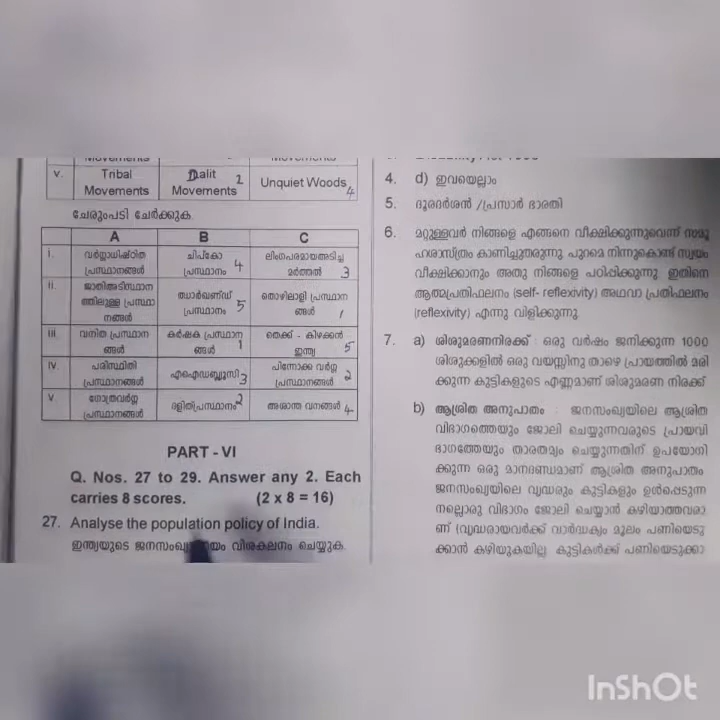 Movements Movements
v. Tribal Movements Dalit Movements 2 Unquiet Woods 4
ചേരുംപടി ചേർക്കുക.
A B C
i. വർഗ്ഗാധിഷ്ഠിത പ്രസ്ഥാനങ്ങൾ ചിപ്കോ പ്രസ്ഥാനം 4 ലിംഗപരമായഅടിച്ച മർത്തൽ 3
ii. ജാതിഅടിസ്ഥാന ത്തിലുള്ള പ്രസ്ഥാ നങ്ങൾ ഝാർഖണ്ഡ് പ്രസ്ഥാനം 5 തൊഴിലാളി പ്രസ്ഥാന ങ്ങൾ 1
iii. വനിത പ്രസ്ഥാന ങ്ങൾ കർഷക പ്രസ്ഥാന ങ്ങൾ 1 തെക്ക് - കിഴക്കൻ ഇന്ത്യ 5
iv. പരിസ്ഥിതി പ്രസ്ഥാനങ്ങൾ എഐഡബ്ല്യുസി 3 പിന്നോക്ക വർഗ്ഗ പ്രസ്ഥാനങ്ങൾ 2
v. ഗോത്രവർഗ്ഗ പ്രസ്ഥാനങ്ങൾ ദളിത്പ്രസ്ഥാനം 2 അശാന്ത വനങ്ങൾ 4
PART - VI
Q. Nos. 27 to 29. Answer any 2. Each
carries 8 scores. (2 x 8 = 16)
27. Analyse the population policy of India.
ഇന്ത്യയുടെ വിശകലനം ചെയ്യുക.
4. d) ഇവയെല്ലാം
5. ദൂരദർശൻ /പ്രസാർ ഭാരതി
6. മറ്റുള്ളവർ നിങ്ങളെ എങ്ങനെ വീക്ഷിക്കുന്നുവെന്ന് സമൂ
ഹശാസ്ത്രം കാണിച്ചുതരുന്നു. പുറമെ നിന്നുകൊണ്ട് സ്വയം
വീക്ഷിക്കാനും അതു നിങ്ങളെ പഠിപ്പിക്കുന്നു. ഇതിനെ
ആത്മപ്രതിഫലനം (self- reflexivity) അഥവാ പ്രതിഫലനം
(reflexivity) എന്നു വിളിക്കുന്നു.
7. a) ശിശുമരണനിരക്ക് : ഒരു വർഷം ജനിക്കുന്ന 1000
ശിശുക്കളിൽ ഒരു വയസ്സിനു താഴെ പ്രായത്തിൽ മരി
ക്കുന്ന കുട്ടികളുടെ എണ്ണമാണ് ശിശുമരണ നിരക്ക്
b) ആശ്രിത അനുപാതം : ജനസംഖ്യയിലെ ആശ്രിത
വിഭാഗത്തെയും ജോലി ചെയ്യുന്നവരുടെ പ്രായവി
ഭാഗത്തേയും താരതമ്യം ചെയ്യുന്നതിന് ഉപയോഗി
ക്കുന്ന ഒരു മാനദണ്ഡമാണ് ആശ്രിത അനുപാതം
ജനസംഖ്യയിലെ വൃദ്ധരും കുട്ടികളും ഉൾപ്പെടുന്ന
നല്ലൊരു വിഭാഗം ജോലി ചെയ്യാൻ കഴിയാത്തവരാ
ണ് (വൃദ്ധരായവർക്ക് വാർദ്ധക്യം മൂലം പണിയെടു
ക്കാൻ കഴിയുകയില്ല. കുട്ടികൾക്ക് പണിയെടുക്കാ
InShOt